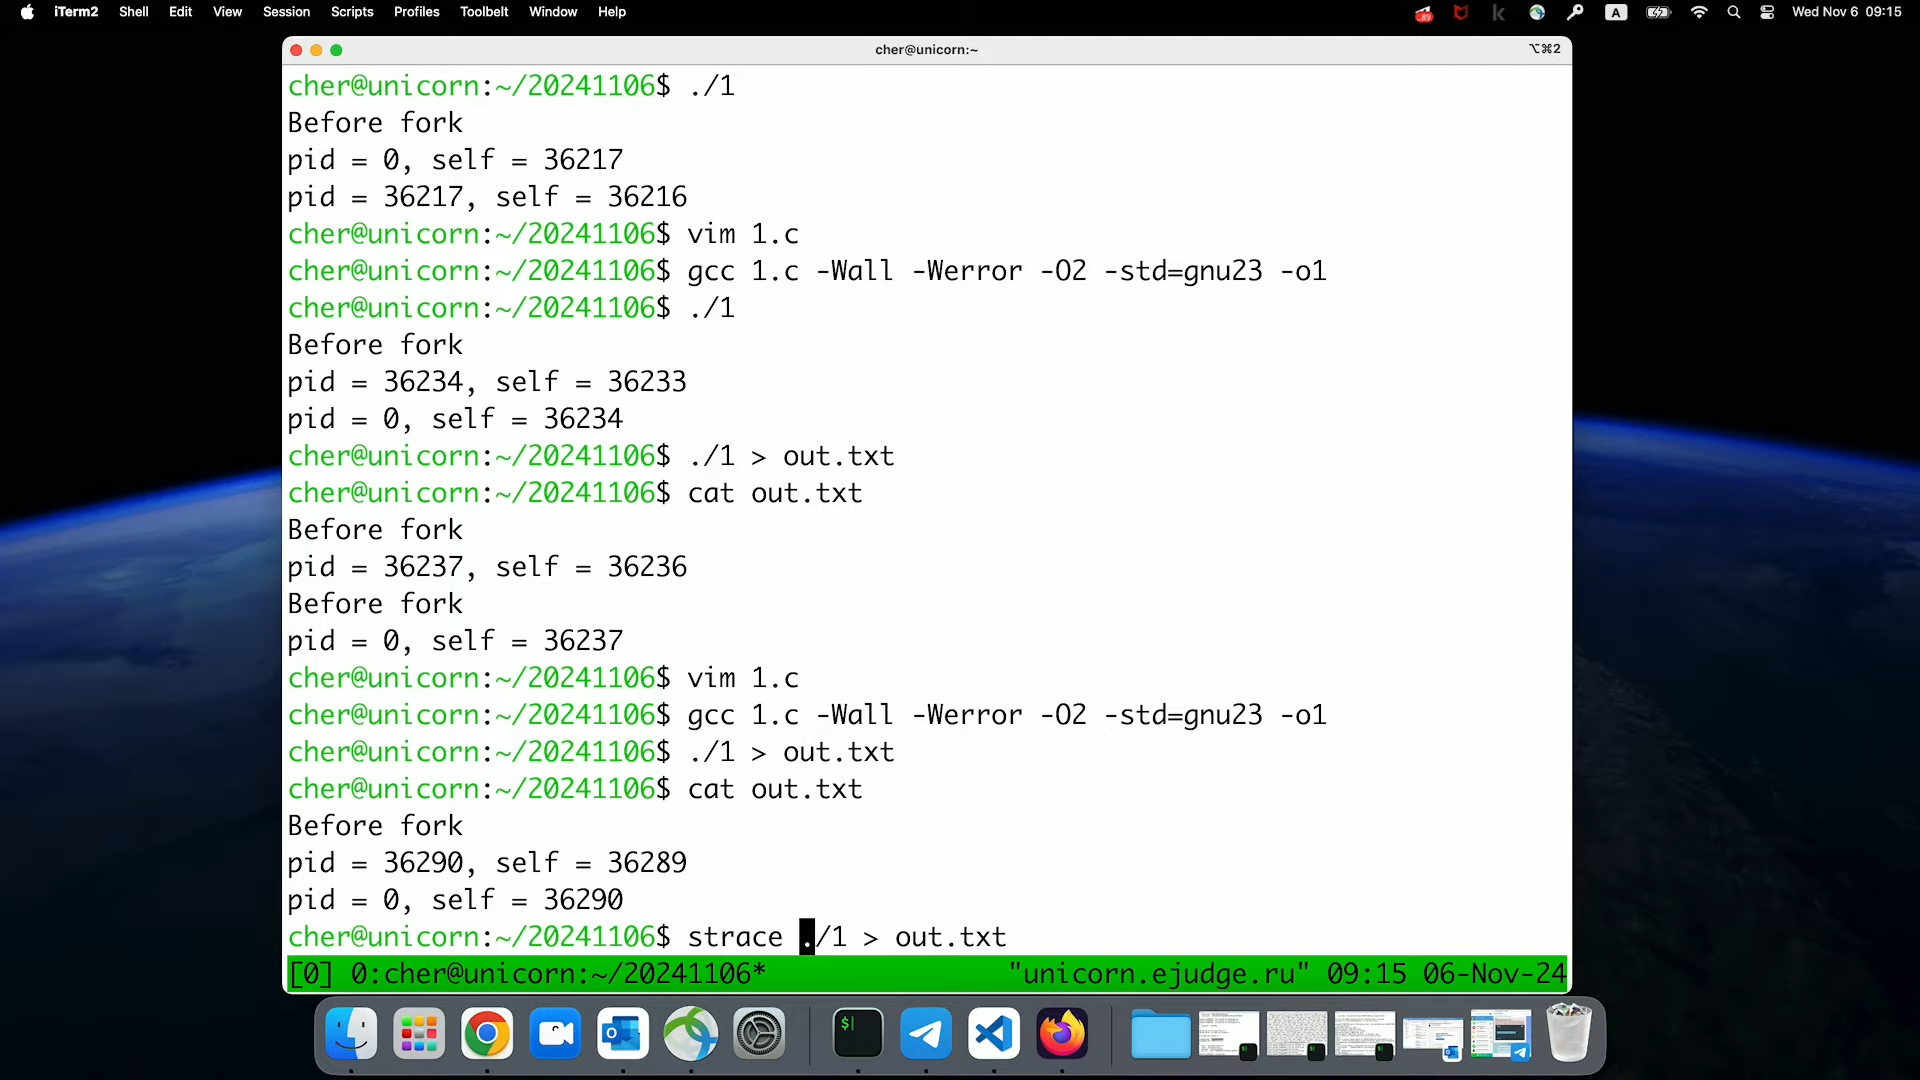 iTerm2 Shell Edit View Session Scripts Profiles Toolbelt Window Help Wed Nov 6 09:15
cher@unicorn:~ ⌥⌘2
cher@unicorn:~/20241106$ ./1
Before fork
pid = 0, self = 36217
pid = 36217, self = 36216
cher@unicorn:~/20241106$ vim 1.c
cher@unicorn:~/20241106$ gcc 1.c -Wall -Werror -O2 -std=gnu23 -o1
cher@unicorn:~/20241106$ ./1
Before fork
pid = 36234, self = 36233
pid = 0, self = 36234
cher@unicorn:~/20241106$ ./1 > out.txt
cher@unicorn:~/20241106$ cat out.txt
Before fork
pid = 36237, self = 36236
Before fork
pid = 0, self = 36237
cher@unicorn:~/20241106$ vim 1.c
cher@unicorn:~/20241106$ gcc 1.c -Wall -Werror -O2 -std=gnu23 -o1
cher@unicorn:~/20241106$ ./1 > out.txt
cher@unicorn:~/20241106$ cat out.txt
Before fork
pid = 36290, self = 36289
pid = 0, self = 36290
cher@unicorn:~/20241106$ strace ./1 > out.txt
[0] 0:cher@unicorn:~/20241106* "unicorn.ejudge.ru" 09:15 06-Nov-24